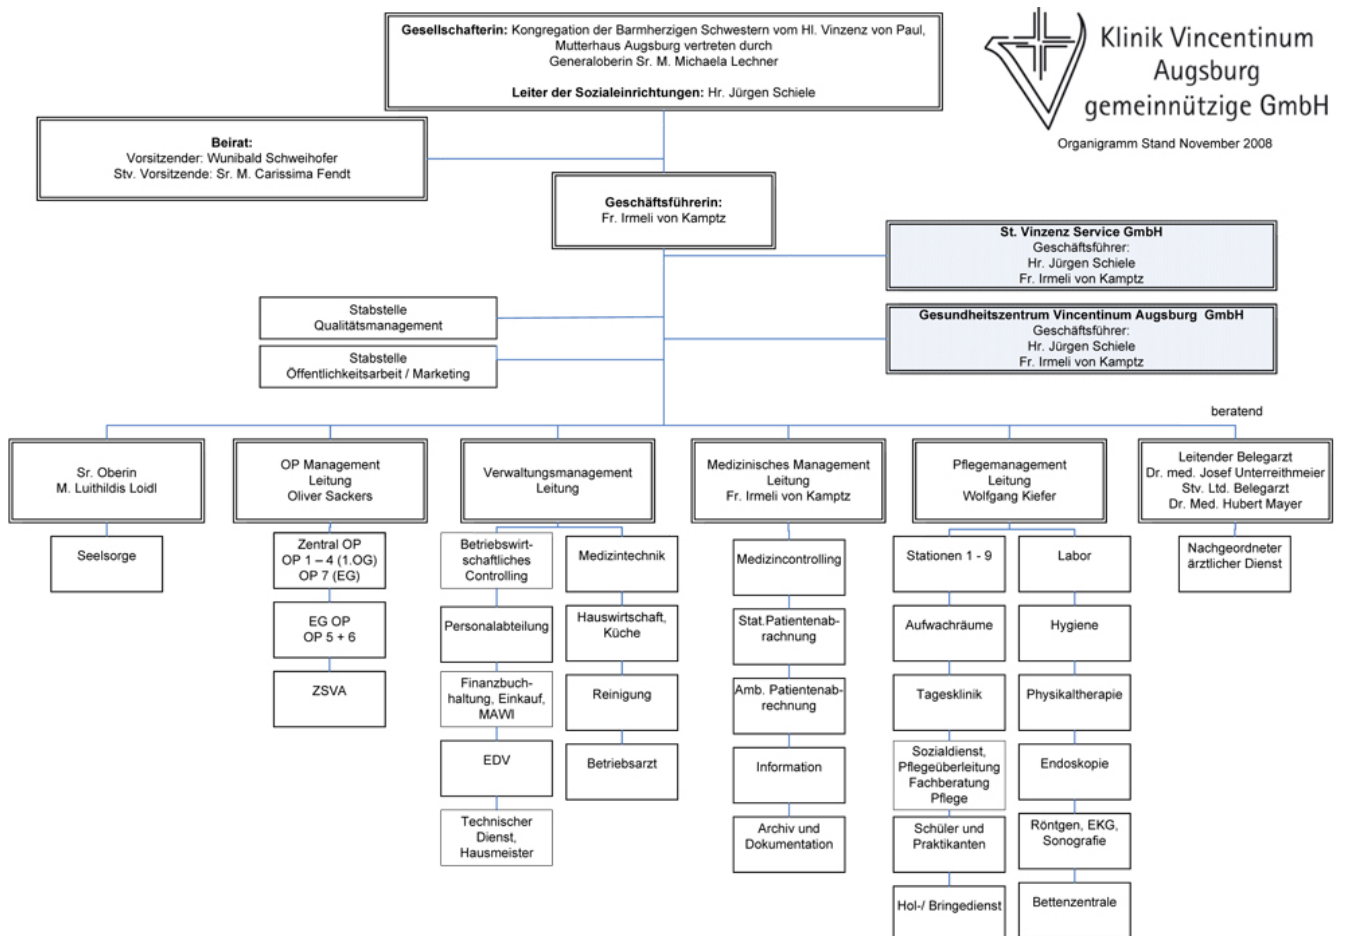 Gesellschafterin: Kongregation der Barmherzigen Schwestern vom Hl. Vinzenz von Paul,
Mutterhaus Augsburg vertreten durch
Generaloberin Sr. M. Michaela Lechner
Leiter der Sozialeinrichtungen: Hr. Jürgen Schiele
Klinik Vincentinum
Augsburg
gemeinnützige GmbH
Organigramm Stand November 2008
Beirat:
Vorsitzender: Wunibald Schweihofer
Stv. Vorsitzende: Sr. M. Carissima Fendt
Geschäftsführerin:
Fr. Irmeli von Kamptz
St. Vinzenz Service GmbH
Geschäftsführer:
Hr. Jürgen Schiele
Fr. Irmeli von Kamptz
Stabstelle
Qualitätsmanagement
Gesundheitszentrum Vincentinum Augsburg GmbH
Geschäftsführer:
Hr. Jürgen Schiele
Fr. Irmeli von Kamptz
Stabstelle
Öffentlichkeitsarbeit / Marketing
beratend
Sr. Oberin
M. Luithildis Loidl
OP Management
Leitung
Oliver Sackers
Verwaltungsmanagement
Leitung
Medizinisches Management
Leitung
Fr. Irmeli von Kamptz
Pflegemanagement
Leitung
Wolfgang Kiefer
Leitender Belegarzt
Dr. med. Josef Unterreithmeier
Stv. Ltd. Belegarzt
Dr. Med. Hubert Mayer
Seelsorge
Zentral OP
OP 1 – 4 (1.OG)
OP 7 (EG)
EG OP
OP 5 + 6
ZSVA
Betriebswirt-
schaftliches
Controlling
Personalabteilung
Finanzbuch-
haltung, Einkauf,
MAWI
EDV
Technischer
Dienst,
Hausmeister
Medizintechnik
Hauswirtschaft,
Küche
Reinigung
Betriebsarzt
Medizincontrolling
Stat.Patientenab-
rachnung
Amb. Patientenab-
rechnung
Information
Archiv und
Dokumentation
Stationen 1 - 9
Aufwachräume
Tagesklinik
Sozialdienst,
Pflegeüberleitung
Fachberatung
Pflege
Schüler und
Praktikanten
Hol-/ Bringedienst
Labor
Hygiene
Physikaltherapie
Endoskopie
Röntgen, EKG,
Sonografie
Bettenzentrale
Nachgeordneter
ärztlicher Dienst